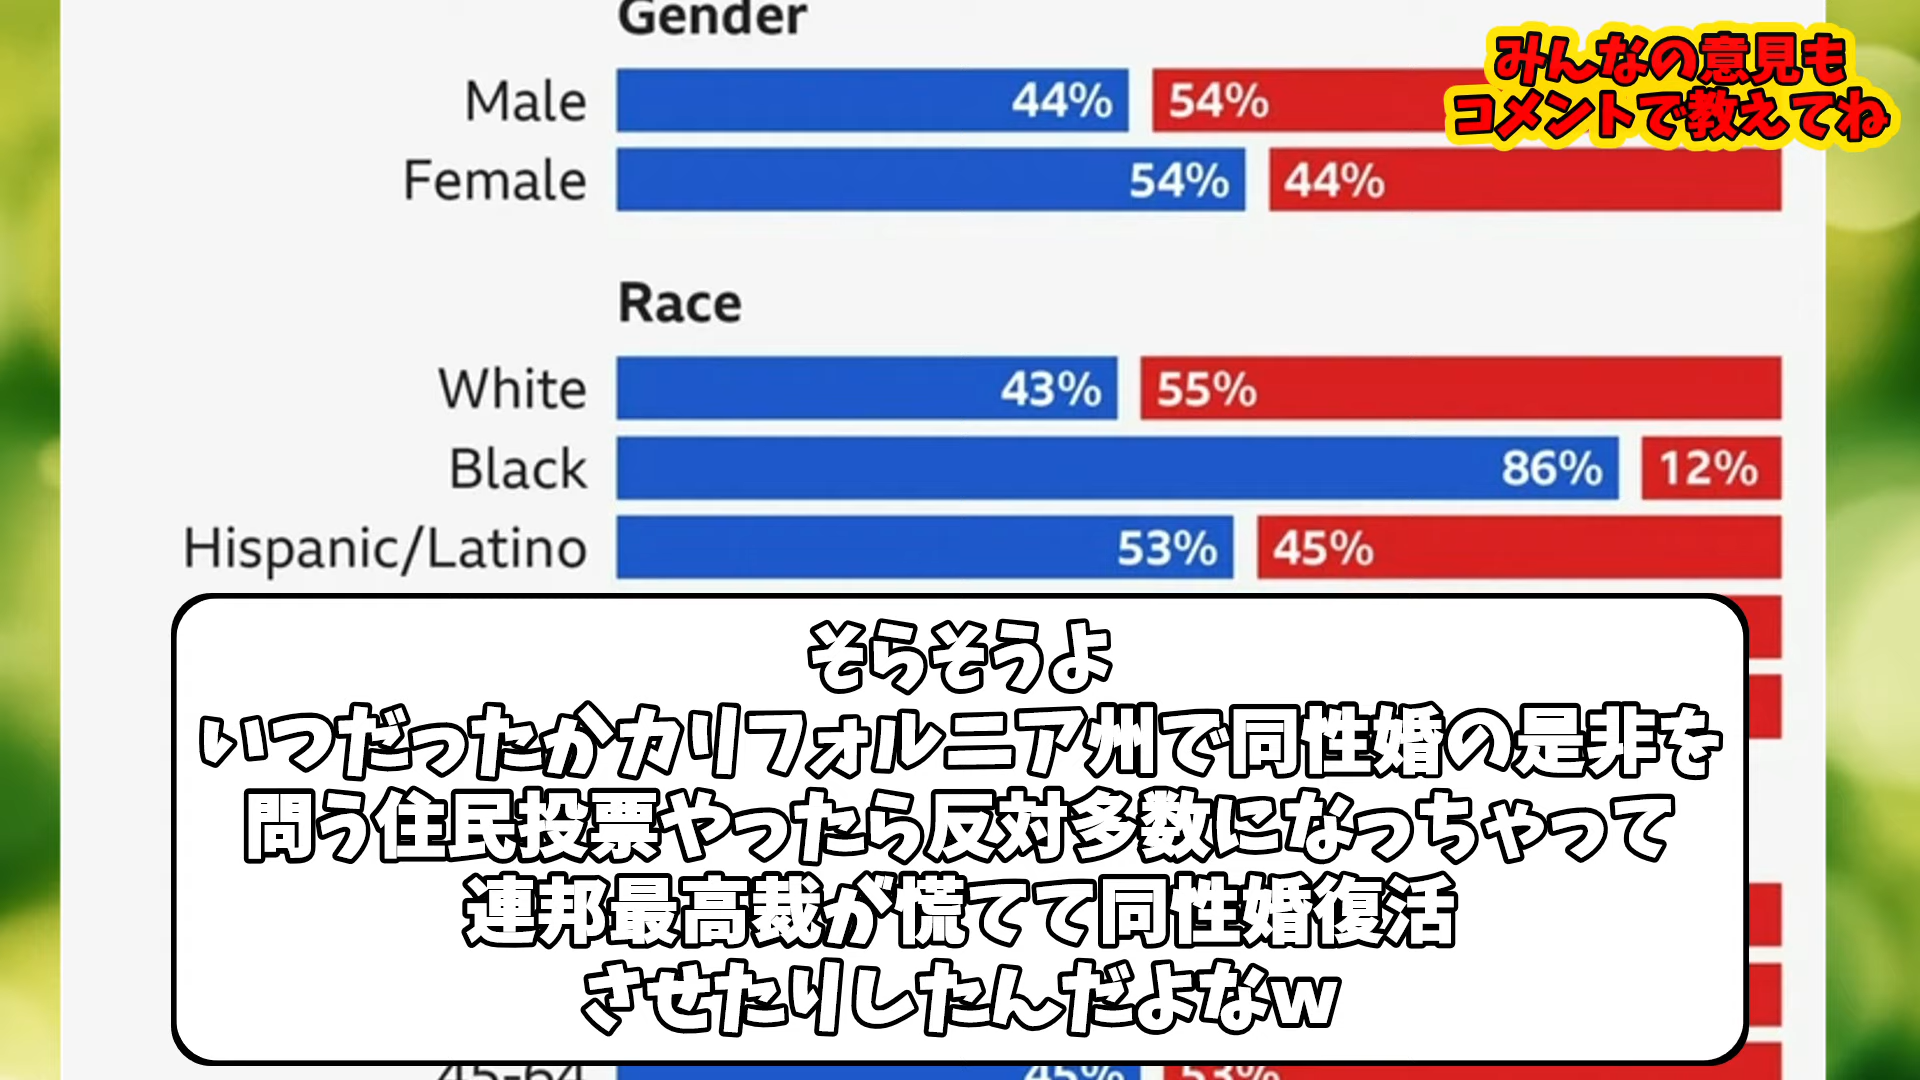 Gender
みんなの意見も
コメントで教えてね
Male 44% 54%
Female 54% 44%
Race
White 43% 55%
Black 86% 12%
Hispanic/Latino 53% 45%
そらそうよ
いつだったかカリフォルニア州で同性婚の是非を
問う住民投票やったら反対多数になっちゃって
連邦最高裁が慌てて同性婚復活
させたりしたんだよなw
45-64 45% 53%